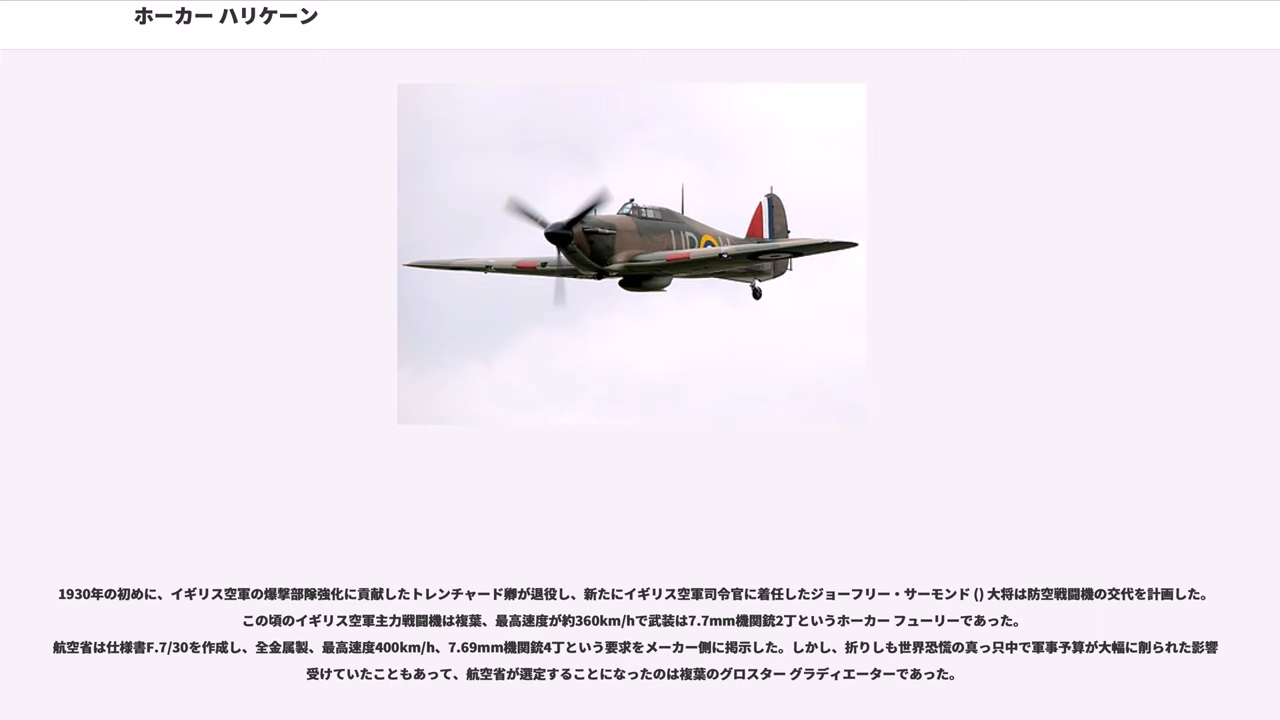 ホーカー ハリケーン
1930年の初めに、イギリス空軍の爆撃部隊強化に貢献したトレンチャード卿が退役し、新たにイギリス空軍司令官に着任したジョーフリー・サーモンド () 大将は防空戦闘機の交代を計画した。
この頃のイギリス空軍主力戦闘機は複葉、最高速度が約360km/hで武装は7.7mm機関銃2丁というホーカー フューリーであった。
航空省は仕様書F.7/30を作成し、全金属製、最高速度400km/h、7.69mm機関銃4丁という要求をメーカー側に掲示した。しかし、折りしも世界恐慌の真っ只中で軍事予算が大幅に削られた影響
受けていたこともあって、航空省が選定することになったのは複葉のグロスター グラディエーターであった。